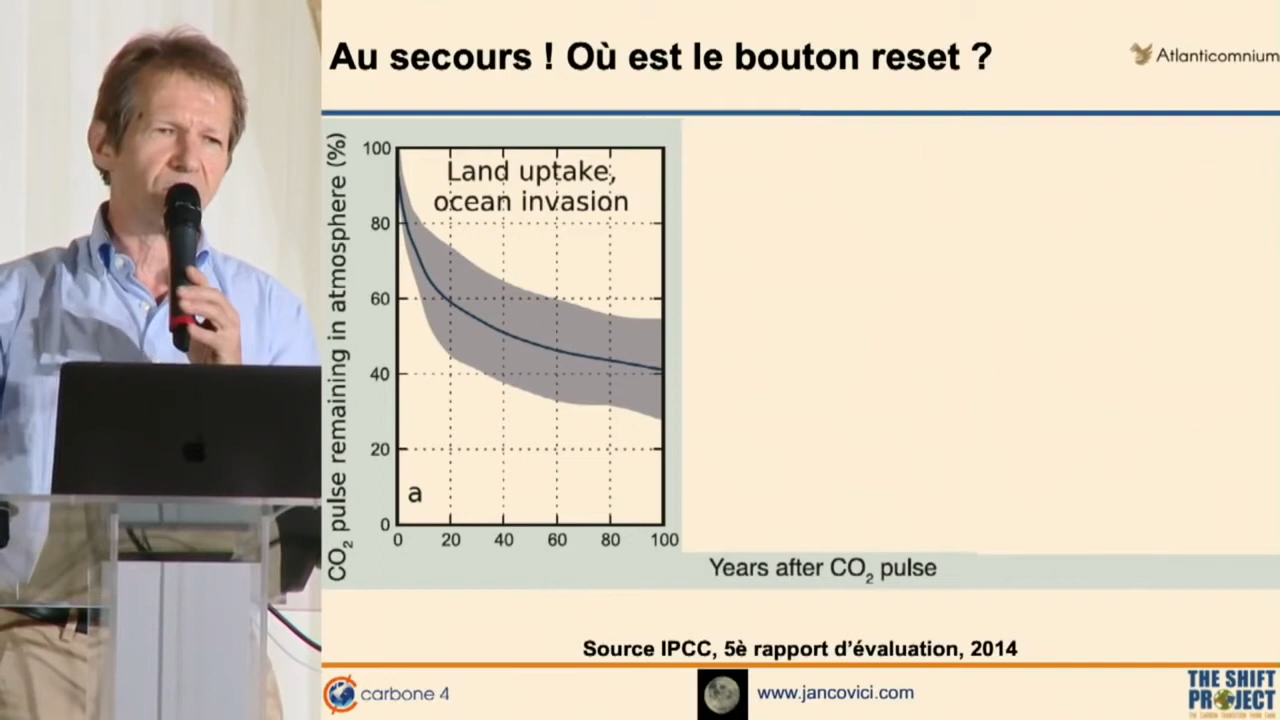 Au secours ! Où est le bouton reset ?
Atlanticomnium
CO₂ pulse remaining in atmosphere (%)
100
80
60
40
20
0
Land uptake,
ocean invasion
a
0 20 40 60 80 100
Years after CO₂ pulse
Source IPCC, 5è rapport d'évaluation, 2014
carbone 4
www.jancovici.com
THE SHIFT
PROJECT